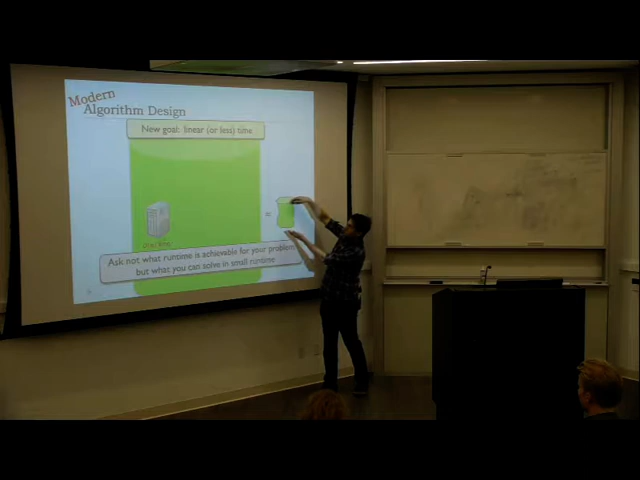 Modern
Algorithm Design
New goal: linear (or less) time
=
Ask not what runtime is achievable for your problem
but what you can solve in small runtime